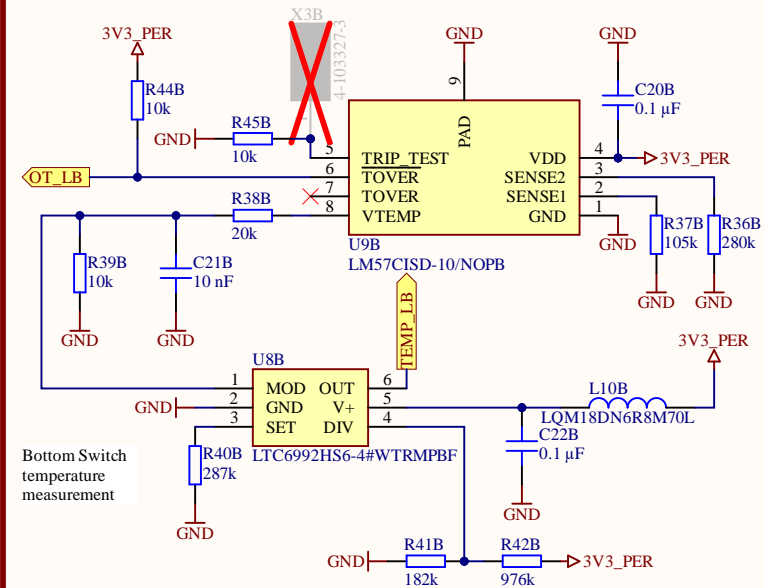 X3B
4-103327-3
1
3V3_PER
GND
GND
R44B
10k
R45B
10k
GND
9
PAD
C20B
0.1 µF
OT_LB
5
6
7
8
TRIP_TEST
TOVER
TOVER
VTEMP
VDD
SENSE2
SENSE1
GND
4
3
2
1
3V3_PER
R38B
20k
U9B
LM57CISD-10/NOPB
GND
R37B
105k
R36B
280k
GND
GND
R39B
10k
C21B
10 nF
GND
GND
TEMP_LB
3V3_PER
U8B
1
2
3
MOD
GND
SET
OUT
V+
DIV
6
5
4
GND
L10B
LQM18DN6R8M70L
R40B
287k
LTC6992HS6-4#WTRMPBF
C22B
0.1 µF
GND
GND
Bottom Switch
temperature
measurement
GND
R41B
182k
R42B
976k
3V3_PER